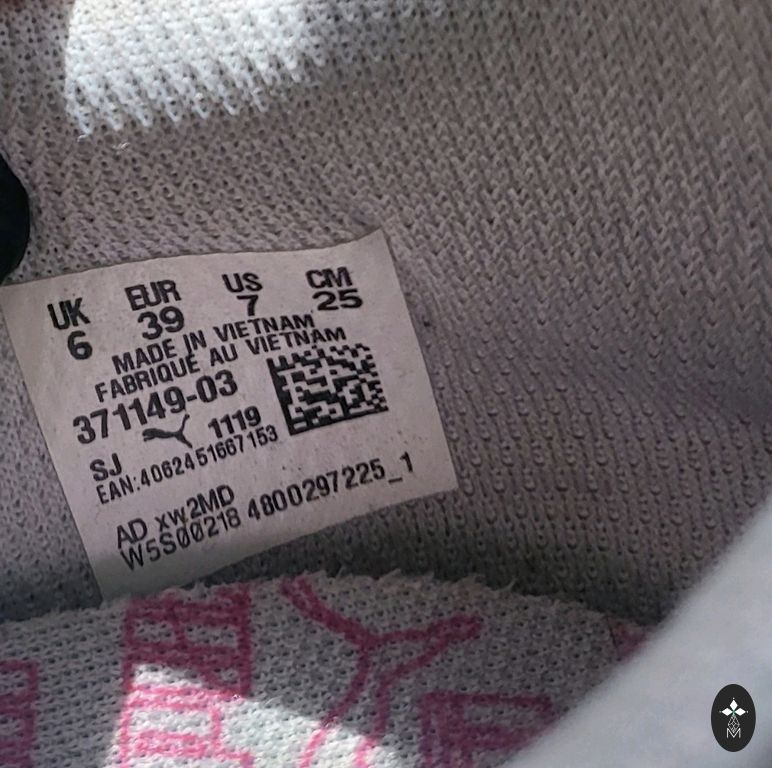 UK EUR US CM
6 39 7 25
MADE IN VIETNAM
FABRIQUE AU VIETNAM
371149-03
1119
SJ
EAN:4062451667153
AD xw2MD
W5S00218 4800297225_1